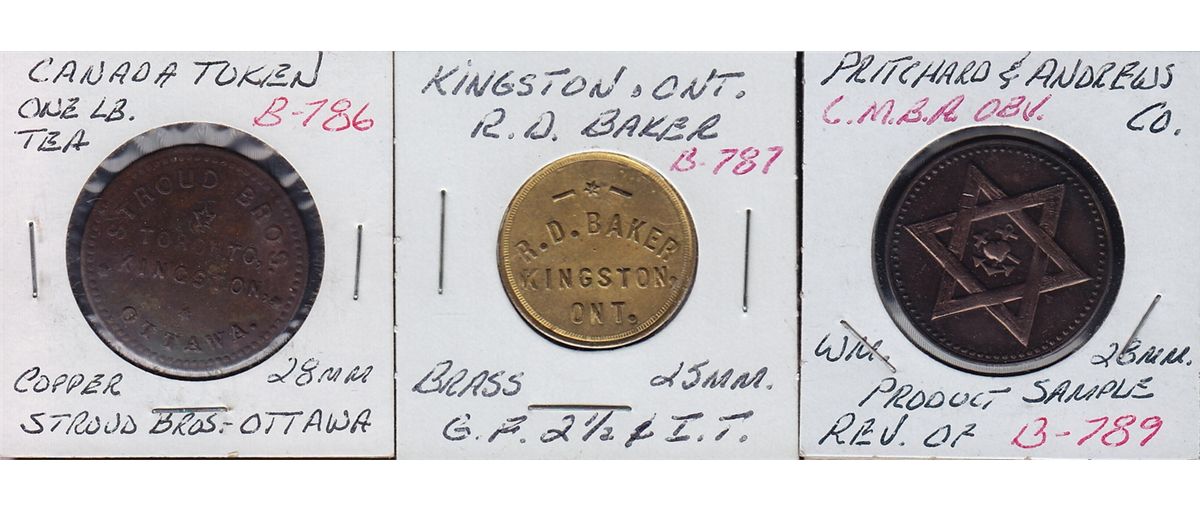 CANADA TOKEN
ONE LB.
B-786
TEA
STROUD BROS.
TORONTO,
KINGSTON,
&
OTTAWA.
COPPER
28MM
STROUD BROS.-OTTAWA
KINGSTON, ONT.
R.D. BAKER
B-787
R.D. BAKER
KINGSTON,
ONT.
BRASS
25MM.
G.F. 2½ ¢ I.T.
PRITCHARD & ANDREWS
C.M.B.A OBV.
CO.
WM.
28MM.
PRODUCT SAMPLE
REV. OF B-789